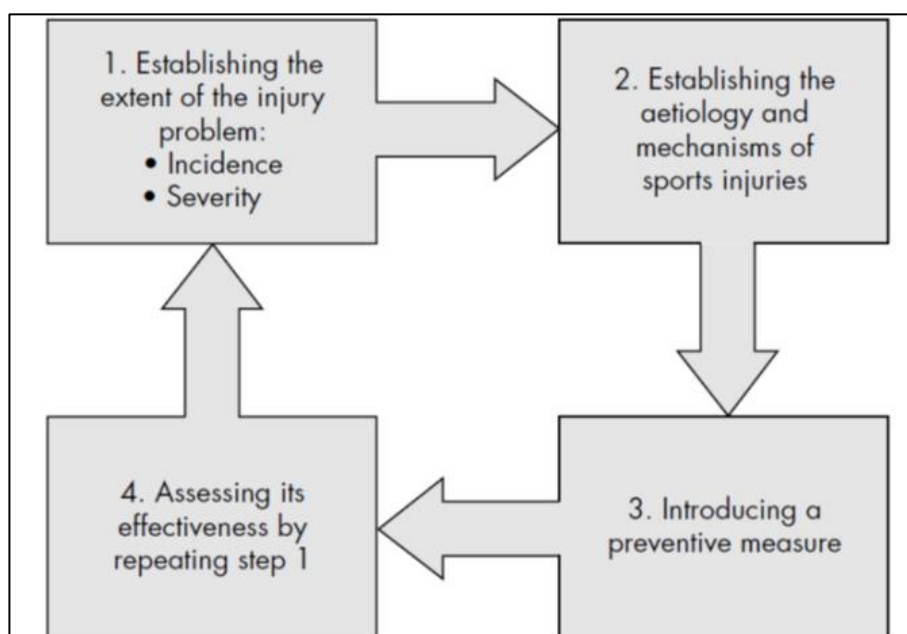 1. Establishing the
extent of the injury
problem:
• Incidence
• Severity
2. Establishing the
aetiology and
mechanisms of
sports injuries
3. Introducing a
preventive measure
4. Assessing its
effectiveness by
repeating step 1